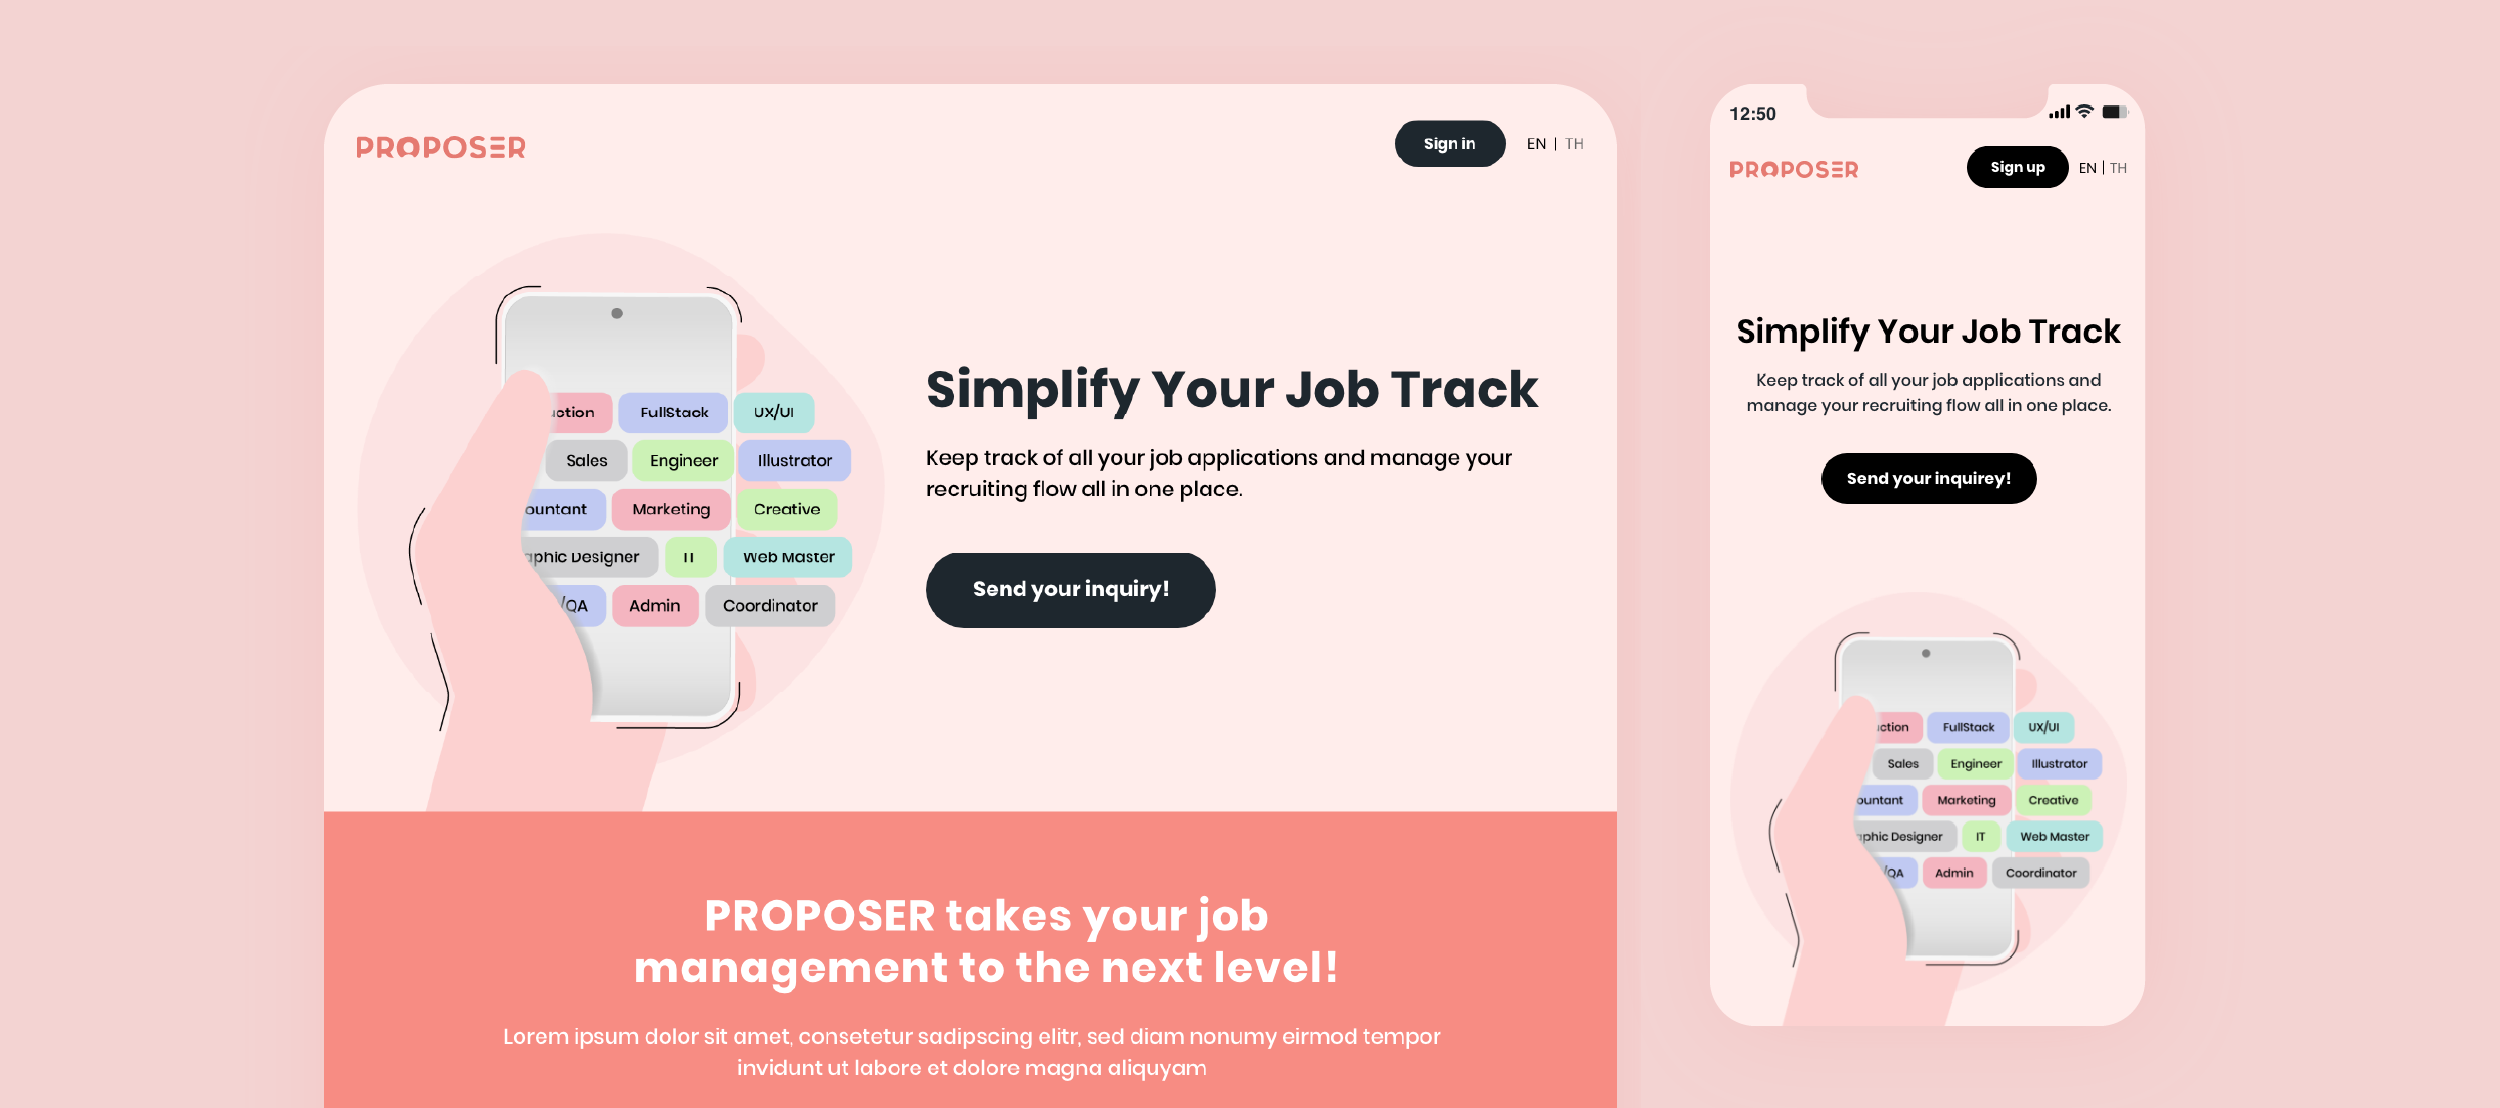 PROPOSER
Sign in
EN | TH
FullStack
UX/UI
Sales
Engineer
Illustrator
Marketing
Creative
Designer
IT
Web Master
/QA
Admin
Coordinator
Simplify Your Job Track
Keep track of all your job applications and manage your
recruiting flow all in one place.
Send your inquiry!
PROPOSER takes your job
management to the next level!
Lorem ipsum dolor sit amet, consetetur sadipscing elitr, sed diam nonumy eirmod tempor
invidunt ut labore et dolore magna aliquyam
12:50
PROPOSER
Sign up
EN | TH
Simplify Your Job Track
Keep track of all your job applications and
manage your recruiting flow all in one place.
Send your inquirey!
FullStack
UX/UI
Sales
Engineer
Illustrator
Marketing
Creative
Designer
IT
Web Master
/QA
Admin
Coordinator